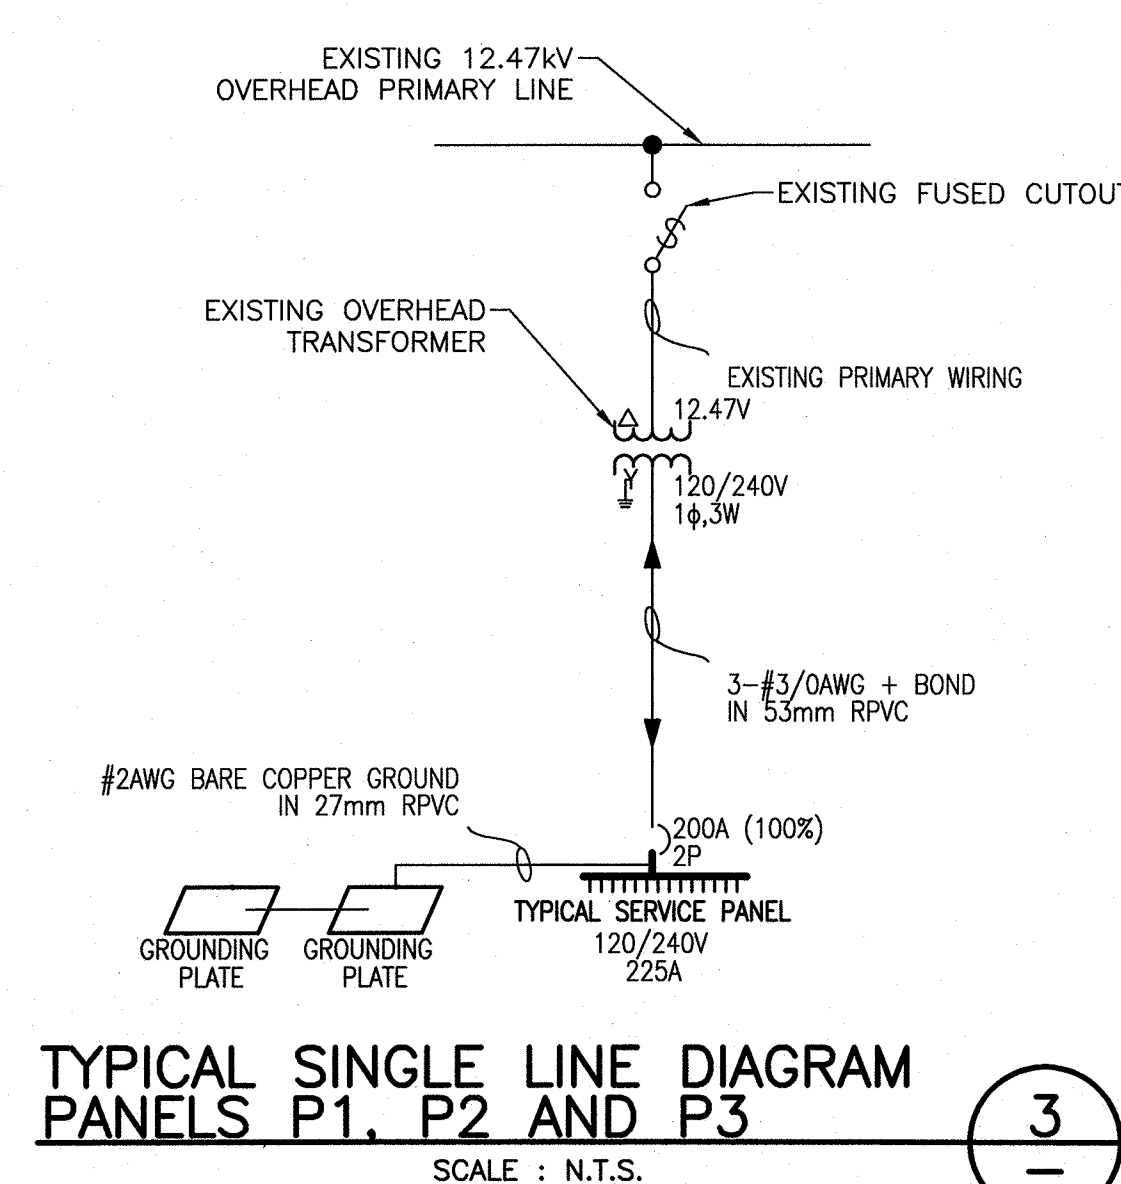 EXISTING 12.47kV
OVERHEAD PRIMARY LINE
EXISTING FUSED CUTOUT
EXISTING OVERHEAD
TRANSFORMER
EXISTING PRIMARY WIRING
12.47V
Y
120/240V
1ϕ,3W
3-#3/0AWG + BOND
IN 53mm RPVC
#2AWG BARE COPPER GROUND
IN 27mm RPVC
200A (100%)
2P
TYPICAL SERVICE PANEL
120/240V
225A
GROUNDING
PLATE
GROUNDING
PLATE
TYPICAL SINGLE LINE DIAGRAM
PANELS P1, P2 AND P3
SCALE : N.T.S.
3
–